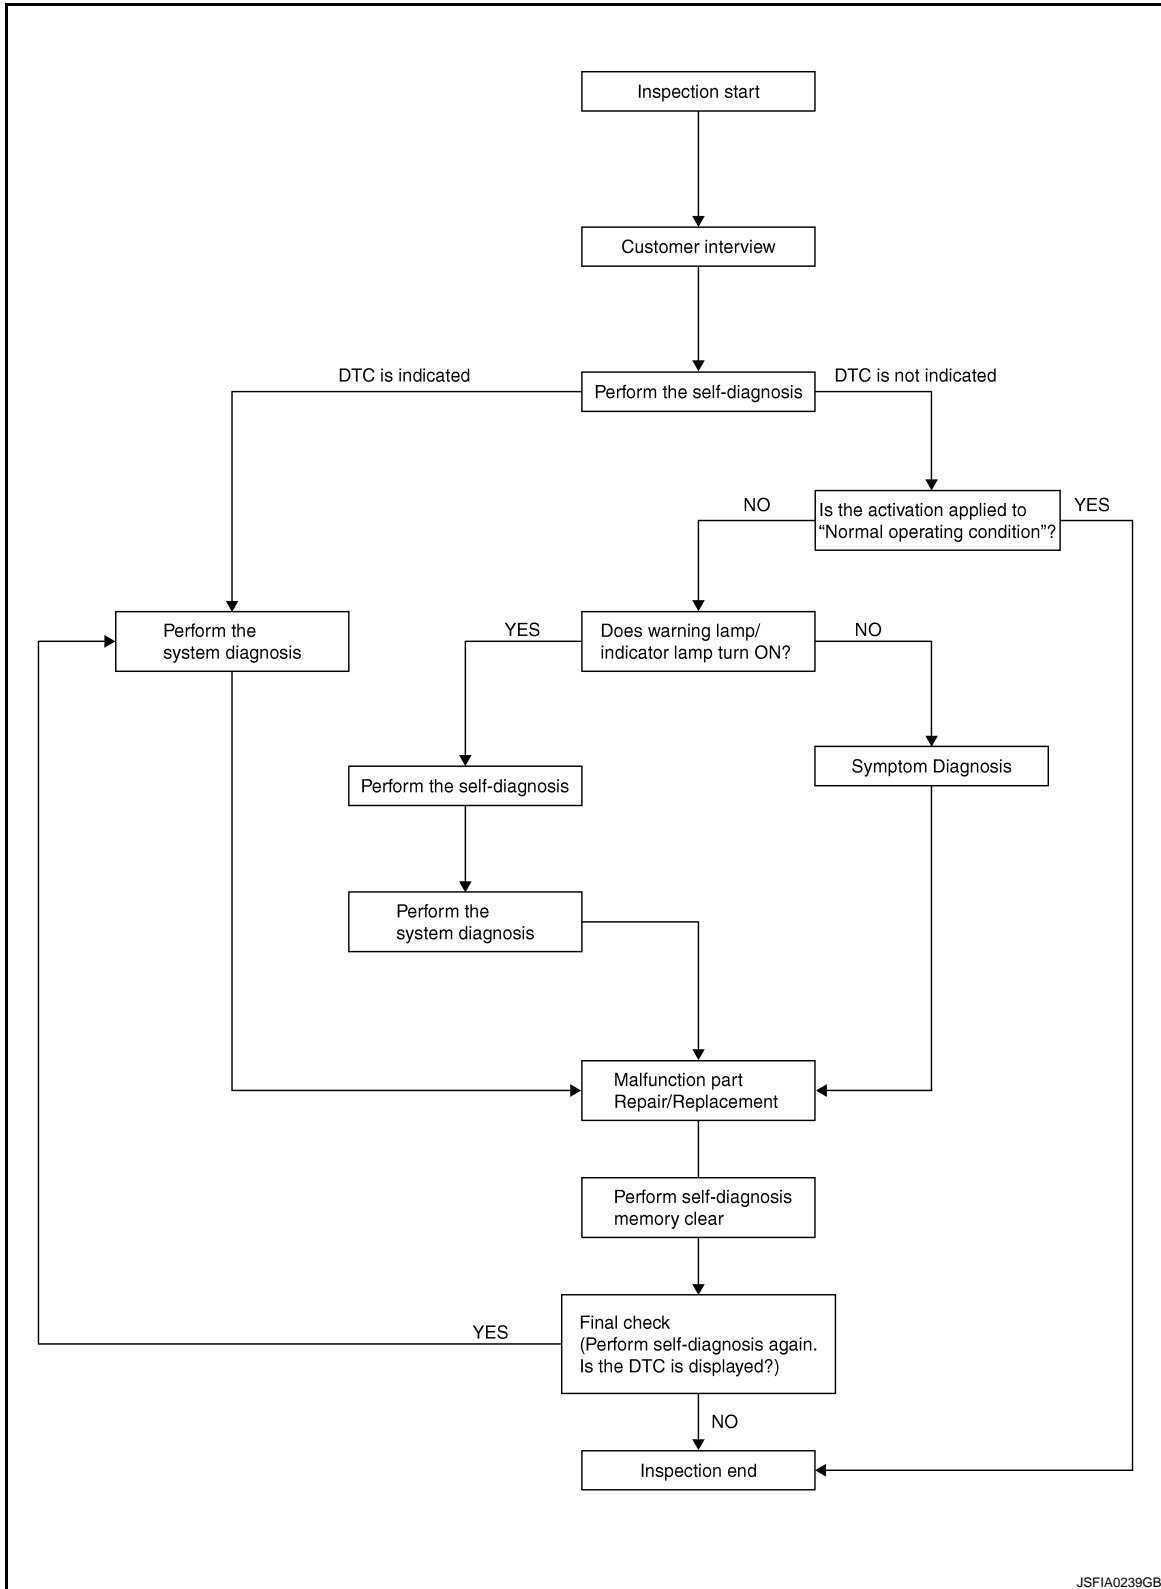 Inspection start
Customer interview
DTC is indicated
DTC is not indicated
Perform the self-diagnosis
NO
Is the activation applied to
“Normal operating condition”?
YES
Perform the
system diagnosis
YES
Does warning lamp/
indicator lamp turn ON?
NO
Perform the self-diagnosis
Symptom Diagnosis
Perform the
system diagnosis
Malfunction part
Repair/Replacement
Perform self-diagnosis
memory clear
YES
Final check
(Perform self-diagnosis again.
Is the DTC is displayed?)
NO
Inspection end
JSFIA0239GB